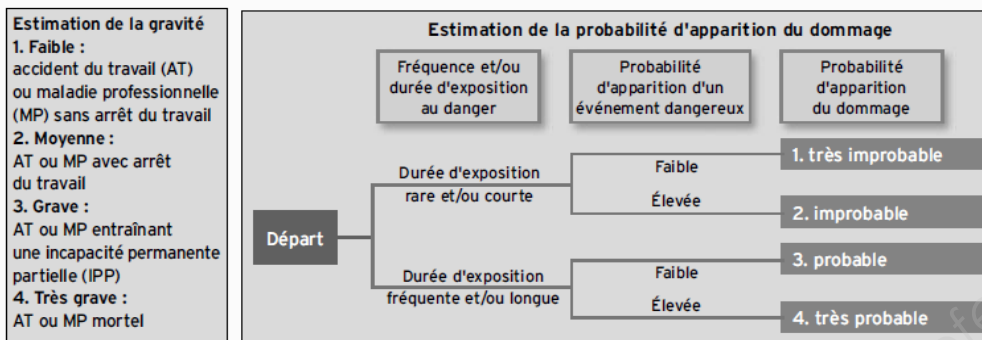 Estimation de la gravité
1. Faible :
accident du travail (AT)
ou maladie professionnelle
(MP) sans arrêt du travail
2. Moyenne :
AT ou MP avec arrêt
du travail
3. Grave :
AT ou MP entraînant
une incapacité permanente
partielle (IPP)
4. Très grave :
AT ou MP mortel
Estimation de la probabilité d'apparition du dommage
Fréquence et/ou
durée d'exposition
au danger
Probabilité
d'apparition d'un
événement dangereux
Probabilité
d'apparition
du dommage
Départ
Durée d'exposition
rare et/ou courte
Faible
Élevée
1. très improbable
2. improbable
Durée d'exposition
fréquente et/ou longue
Faible
Élevée
3. probable
4. très probable